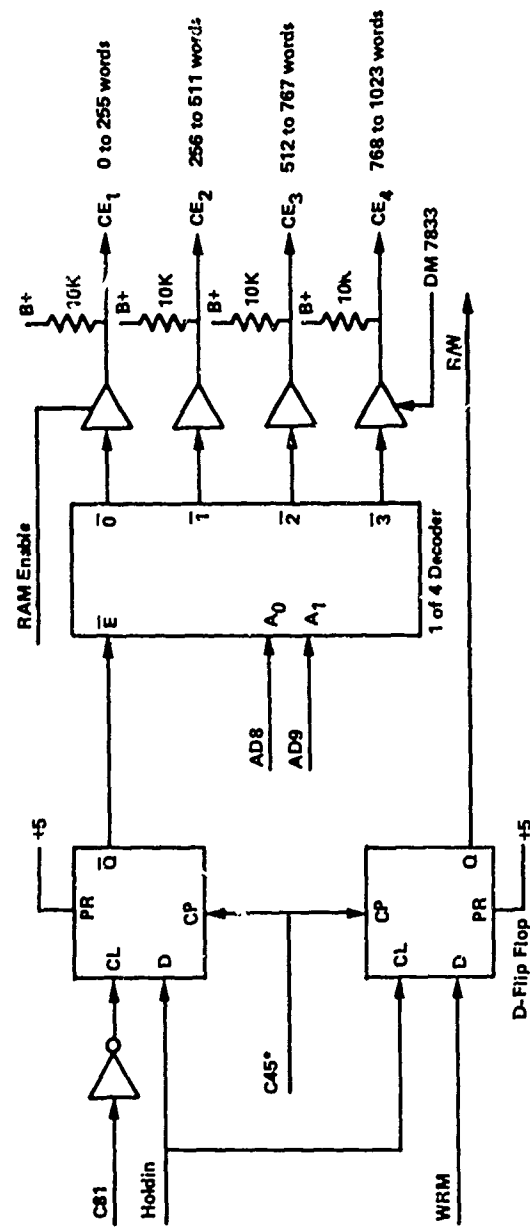 C81
Holdin
WRM
CL
D
PR
+5
Q̅
CP
C45°
CP
CL
D
PR
Q
+5
D-Flip Flop
AD8
AD9
E̅
A0
A1
0̅
1̅
2̅
3̅
1 of 4 Decoder
RAM Enable
B+
10K
CE1
0 to 255 words
B+
10K
CE2
256 to 511 words
B+
10K
CE3
512 to 767 words
B+
10K
CE4
768 to 1023 words
DM 7833
R/W